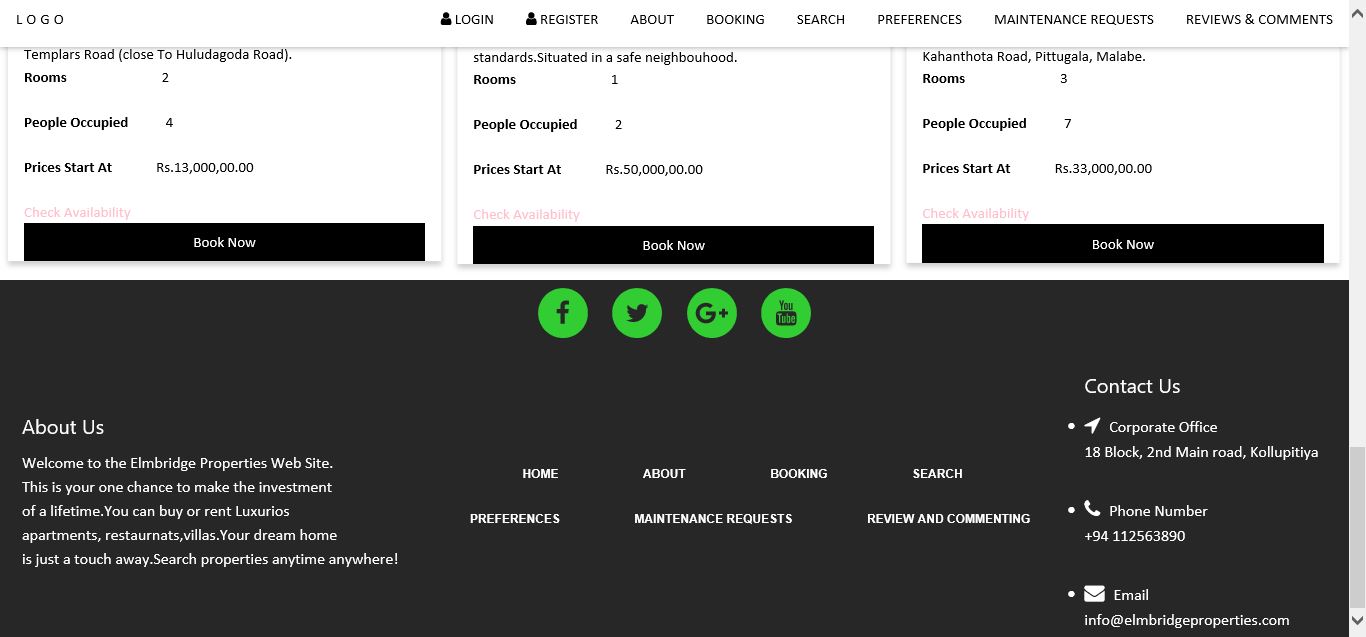 L O G O
LOGIN
REGISTER
ABOUT
BOOKING
SEARCH
PREFERENCES
MAINTENANCE REQUESTS
REVIEWS & COMMENTS
Templars Road (close To Huludagoda Road).
Rooms 2
People Occupied 4
Prices Start At Rs.13,000,00.00
Check Availability
Book Now
standards.Situated in a safe neighbouhood.
Rooms 1
People Occupied 2
Prices Start At Rs.50,000,00.00
Check Availability
Book Now
Kahanthota Road, Pittugala, Malabe.
Rooms 3
People Occupied 7
Prices Start At Rs.33,000,00.00
Check Availability
Book Now
You
Tube
About Us
Welcome to the Elmbridge Properties Web Site.
This is your one chance to make the investment
of a lifetime.You can buy or rent Luxurios
apartments, restaurnats,villas.Your dream home
is just a touch away.Search properties anytime anywhere!
HOME ABOUT BOOKING SEARCH
PREFERENCES MAINTENANCE REQUESTS REVIEW AND COMMENTING
Contact Us
Corporate Office
18 Block, 2nd Main road, Kollupitiya
Phone Number
+94 112563890
Email
info@elmbridgeproperties.com